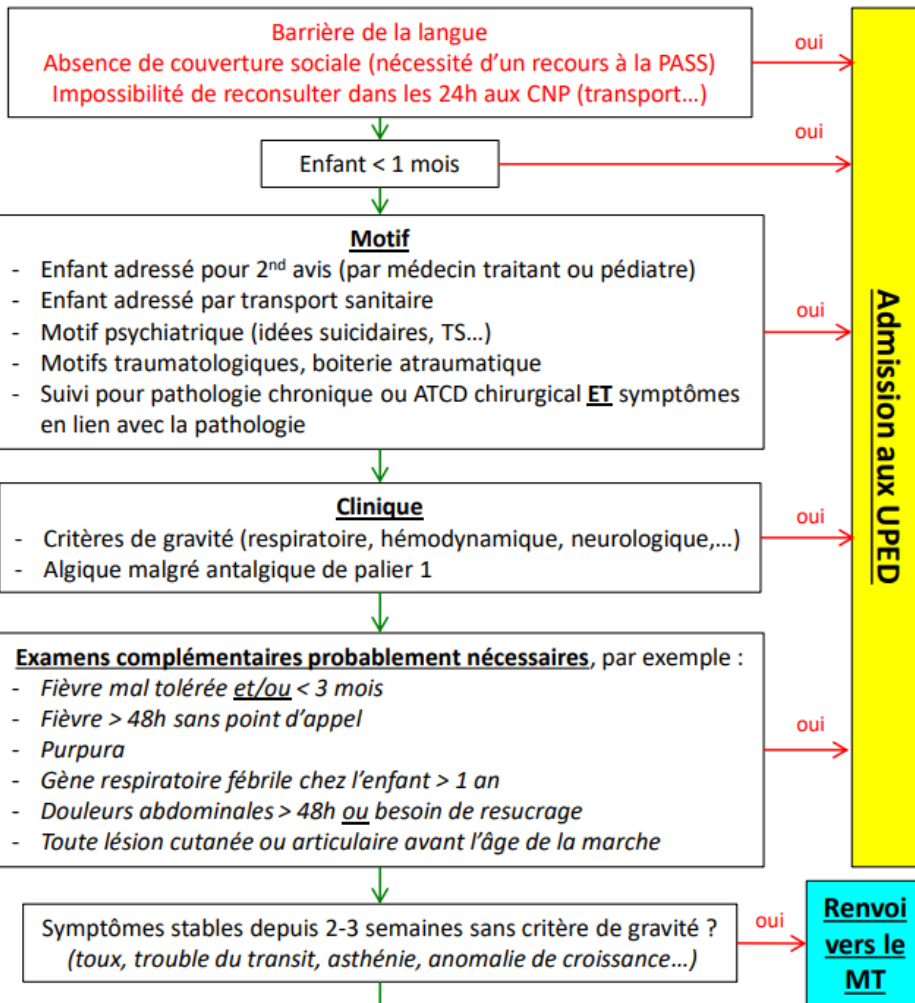 Barrière de la langue
Absence de couverture sociale (nécessité d'un recours à la PASS)
Impossibilité de reconsulter dans les 24h aux CNP (transport…)
oui
Enfant < 1 mois
oui
Motif
- Enfant adressé pour 2nd avis (par médecin traitant ou pédiatre)
- Enfant adressé par transport sanitaire
- Motif psychiatrique (idées suicidaires, TS…)
- Motifs traumatologiques, boiterie atraumatique
- Suivi pour pathologie chronique ou ATCD chirurgical ET symptômes
en lien avec la pathologie
oui
Clinique
- Critères de gravité (respiratoire, hémodynamique, neurologique,…)
- Algique malgré antalgique de palier 1
oui
Examens complémentaires probablement nécessaires, par exemple :
- Fièvre mal tolérée et/ou < 3 mois
- Fièvre > 48h sans point d'appel
- Purpura
- Gène respiratoire fébrile chez l'enfant > 1 an
- Douleurs abdominales > 48h ou besoin de resucrage
- Toute lésion cutanée ou articulaire avant l'âge de la marche
oui
Admission aux UPED
Symptômes stables depuis 2-3 semaines sans critère de gravité ?
(toux, trouble du transit, asthénie, anomalie de croissance…)
oui
Renvoi
vers le
MT